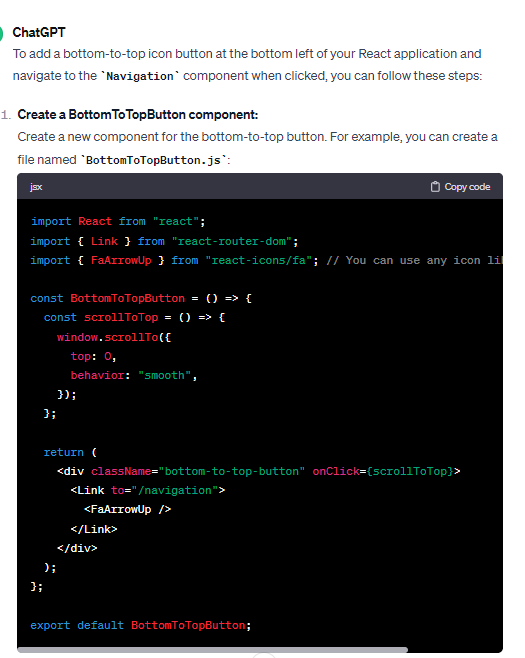 ChatGPT
To add a bottom-to-top icon button at the bottom left of your React application and
navigate to the `Navigation` component when clicked, you can follow these steps:
1. Create a BottomToTopButton component:
Create a new component for the bottom-to-top button. For example, you can create a
file named `BottomToTopButton.js`:
jsx Copy code
import React from "react";
import { Link } from "react-router-dom";
import { FaArrowUp } from "react-icons/fa"; // You can use any icon li
const BottomToTopButton = () => {
  const scrollToTop = () => {
    window.scrollTo({
      top: 0,
      behavior: "smooth",
    });
  };
  return (
    <div className="bottom-to-top-button" onClick={scrollToTop}>
      <Link to="/navigation">
        <FaArrowUp />
      </Link>
    </div>
  );
};
export default BottomToTopButton;